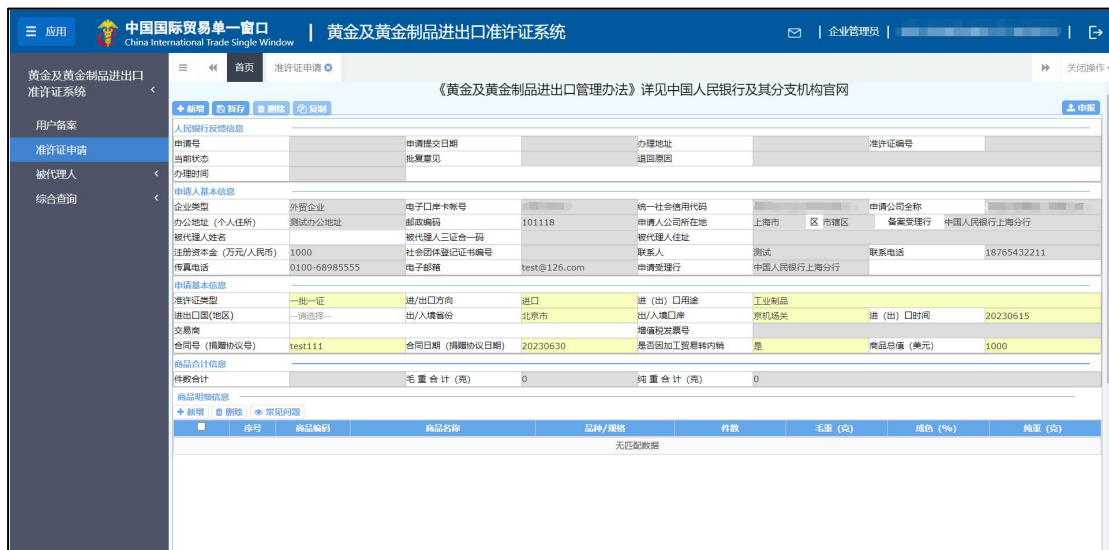 应用 中国国际贸易单一窗口 | 黄金及黄金制品进出口准许证系统 | 企业管理员 |
China International Trade Single Window
黄金及黄金制品进出口
准许证系统
用户备案
准许证申请
被代理人
综合查询
首页 准许证申请 关闭操作
《黄金及黄金制品进出口管理办法》详见中国人民银行及其分支机构官网
新增 暂存 删除 复制 申报
人民银行反馈信息
申请号 申请提交日期 办理地址 准许证编号
当前状态 批复意见 退回原因
办理时间
申请人基本信息
企业类型 外贸企业 电子口岸卡帐号 统一社会信用代码 申请公司全称
办公地址（个人住所） 测试办公地址 邮政编码 101118 申请人公司所在地 上海市 区 市辖区 备案受理行 中国人民银行上海分行
被代理人姓名 被代理人三证合一码 被代理人住址
注册资本金（万元/人民币） 1000 社会团体登记证书编号 联系人 测试 联系电话 18765432211
传真电话 0100-68985555 电子邮箱 test@126.com 申请受理行 中国人民银行上海分行
申请基本信息
准许证类型 一批一证 进/出口方向 进口 进（出）口用途 工业制品
进出口国(地区) --请选择-- 出/入境省份 北京市 出/入境口岸 京机场关 进（出）口时间 20230615
交易商 增值税发票号
合同号（捐赠协议号） test111 合同日期（捐赠协议日期） 20230630 是否因加工贸易转内销 是 商品总值（美元） 1000
商品合计信息
件数合计 毛重合计（克） 0 纯重合计（克） 0
商品明细信息
新增 删除 常见问题
序号 商品编码 商品名称 品种/规格 件数 毛重（克） 成色（%） 纯重（克）
无匹配数据